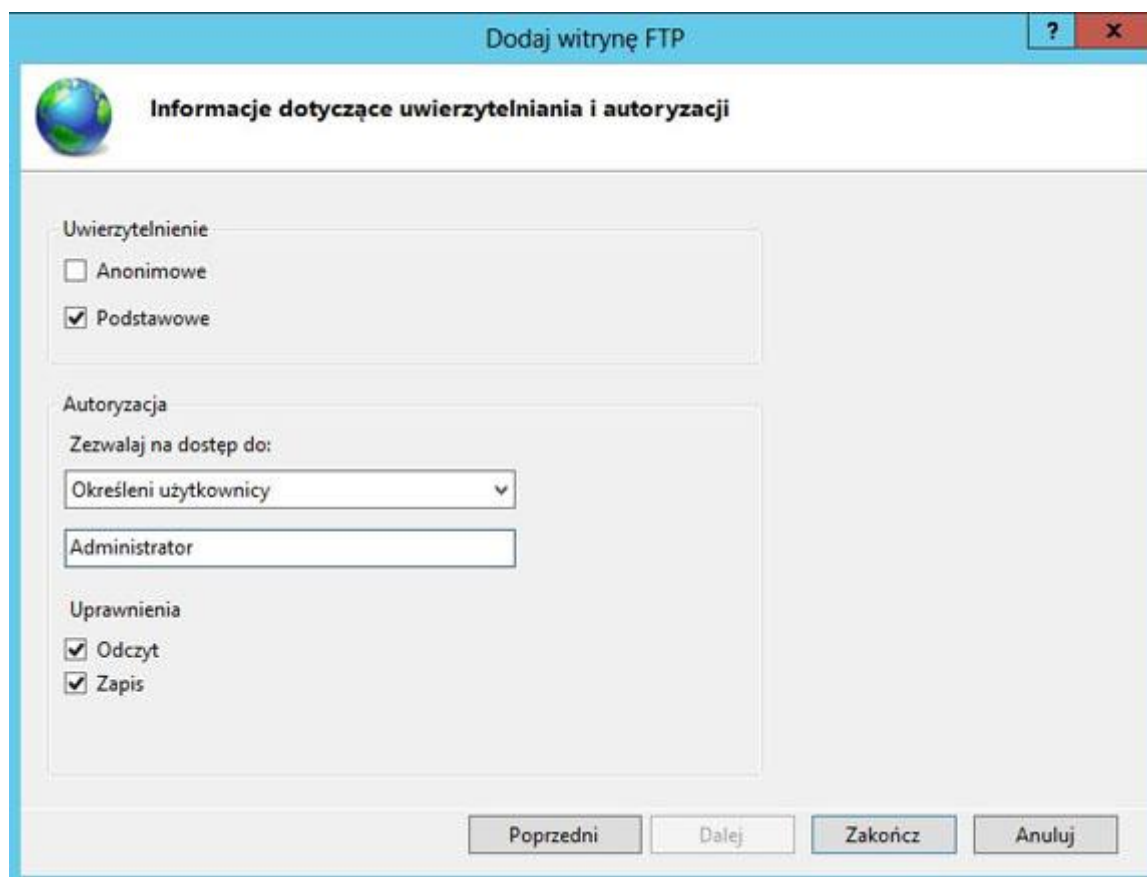 Dodaj witrynę FTP
?
x
Informacje dotyczące uwierzytelniania i autoryzacji
Uwierzytelnienie
Anonimowe
Podstawowe
Autoryzacja
Zezwalaj na dostęp do:
Określeni użytkownicy
Administrator
Uprawnienia
Odczyt
Zapis
Poprzedni
Dalej
Zakończ
Anuluj